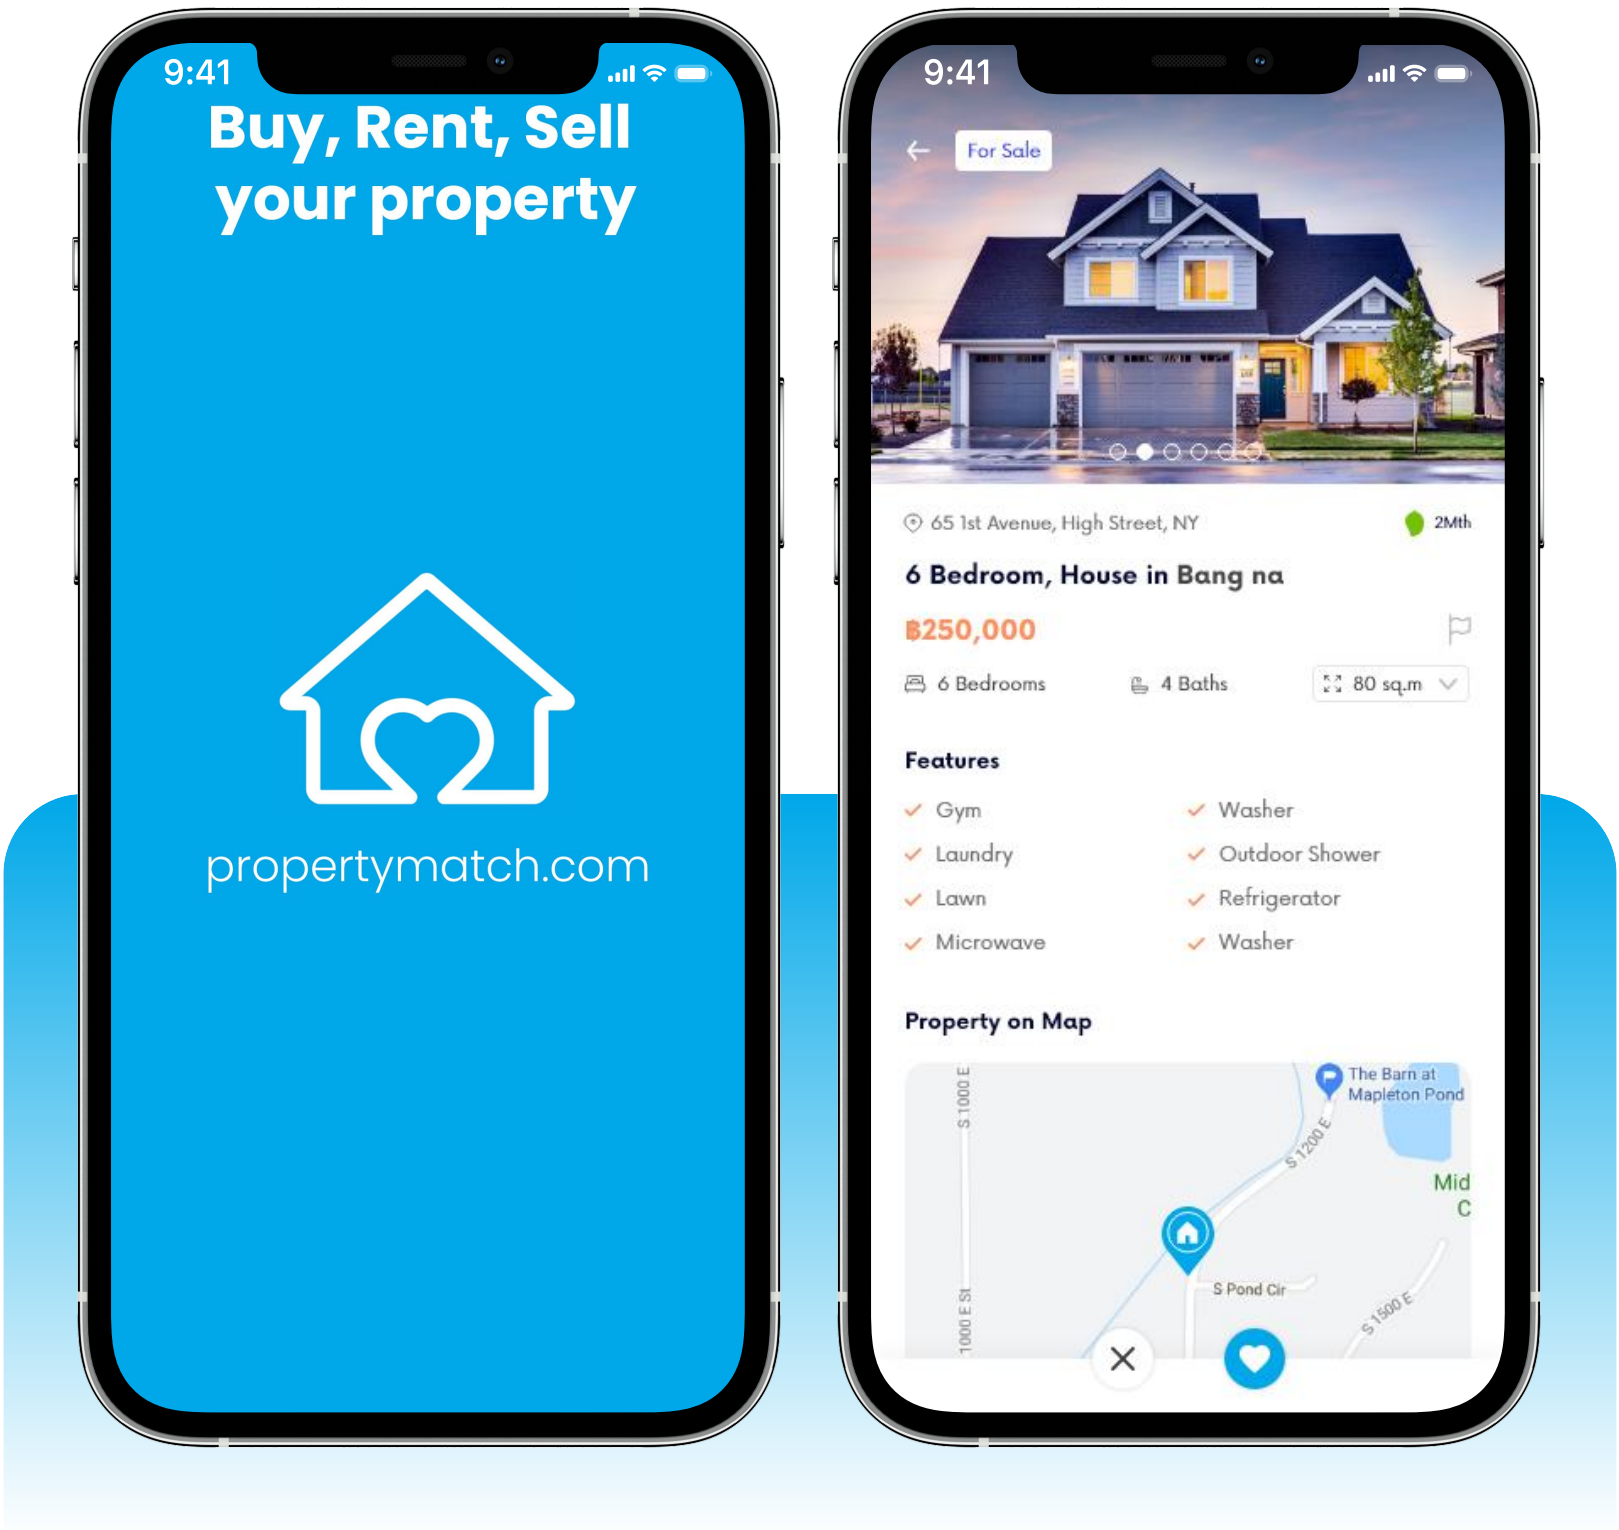 9:41
Buy, Rent, Sell
your property
propertymatch.com
9:41
For Sale
65 1st Avenue, High Street, NY
2Mth
6 Bedroom, House in Bang na
฿250,000
6 Bedrooms
4 Baths
80 sq.m
Features
Gym
Washer
Laundry
Outdoor Shower
Lawn
Refrigerator
Microwave
Washer
Property on Map
The Barn at
Mapleton Pond
S 1000 E
S 1200 E
Mid
C
S Pond Cir
1000 E St
S 1500 E